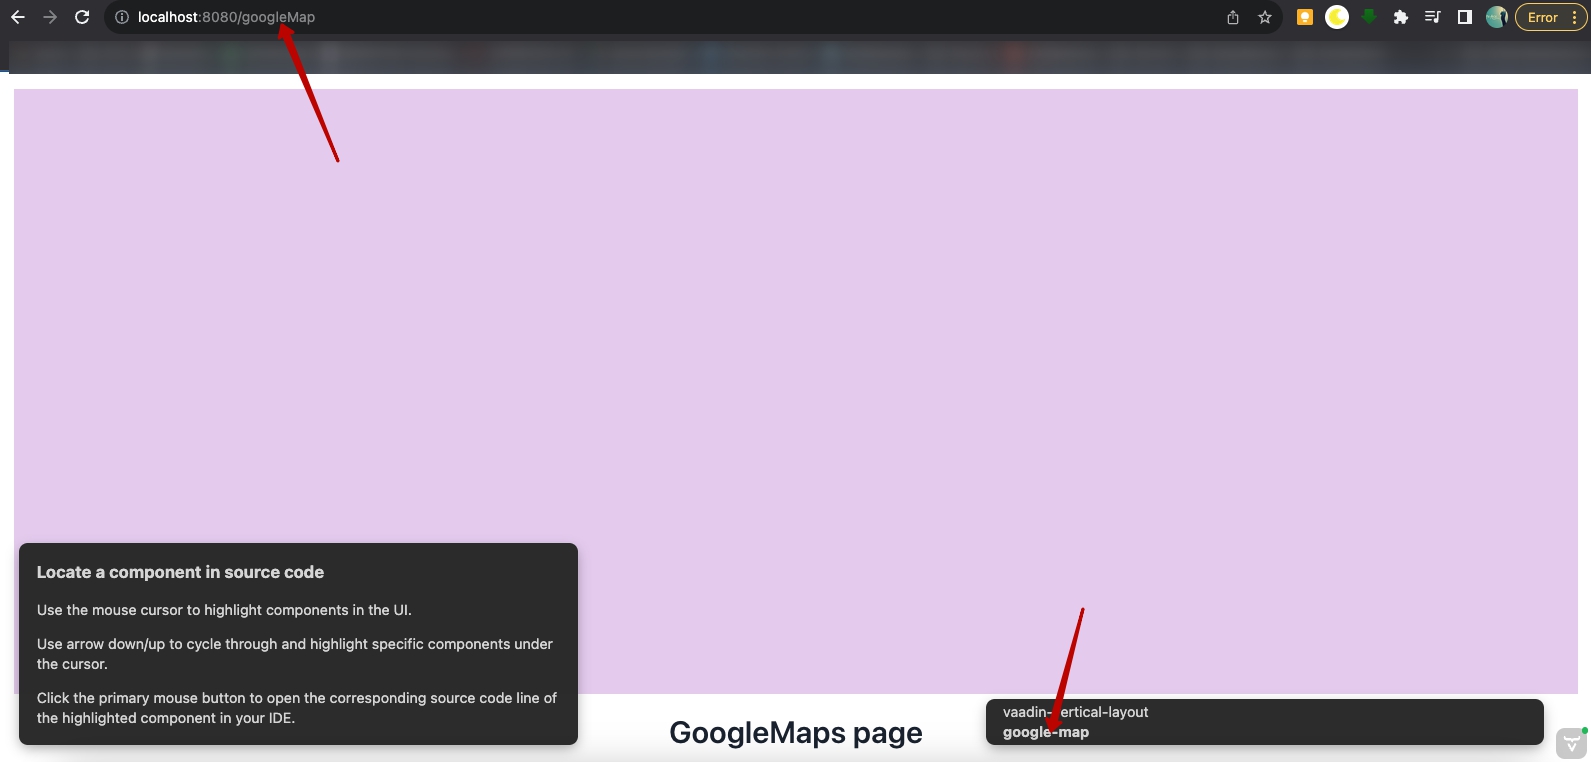 localhost:8080/googleMap
Error
Locate a component in source code
Use the mouse cursor to highlight components in the UI.
Use arrow down/up to cycle through and highlight specific components under
the cursor.
Click the primary mouse button to open the corresponding source code line of
the highlighted component in your IDE.
GoogleMaps page
vaadin-vertical-layout
google-map